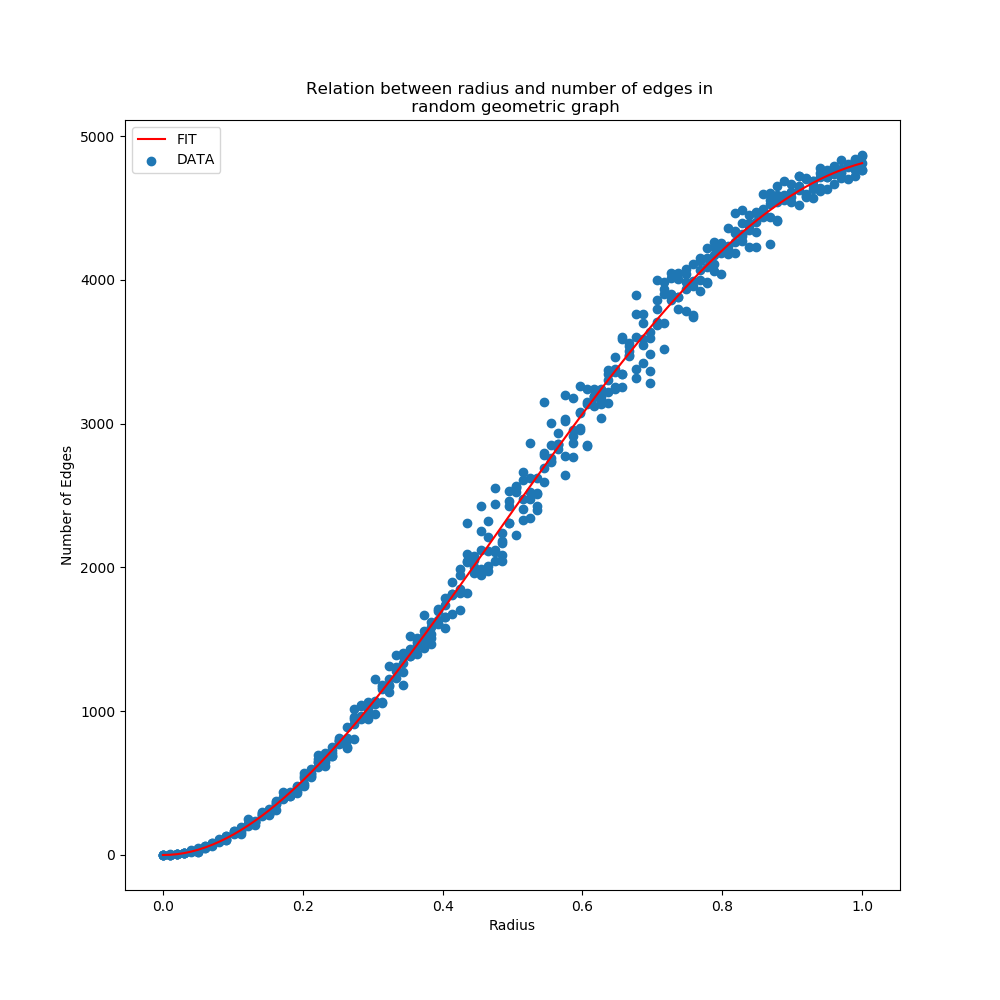 Relation between radius and number of edges in
random geometric graph
FIT
DATA
Number of Edges
5000
4000
3000
2000
1000
0
0.0
0.2
0.4
0.6
0.8
1.0
Radius